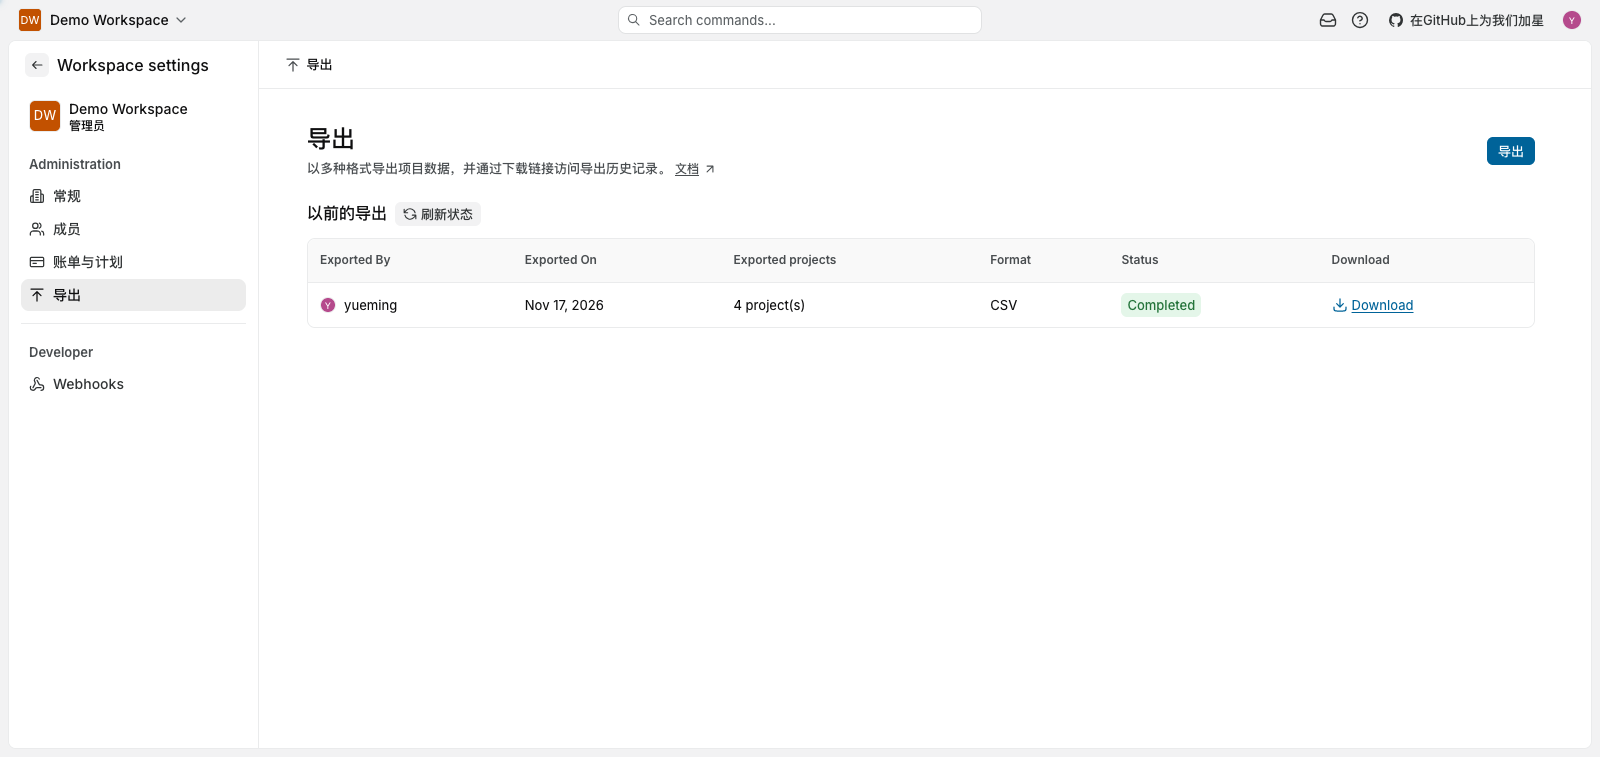 DW Demo Workspace
Search commands...
在GitHub上为我们加星
Y
Workspace settings
DW
Demo Workspace
管理员
Administration
常规
成员
账单与计划
导出
Developer
Webhooks
导出
导出
以多种格式导出项目数据，并通过下载链接访问导出历史记录。 文档
导出
以前的导出 刷新状态
Exported By Exported On Exported projects Format Status Download
Y yueming Nov 17, 2026 4 project(s) CSV Completed Download